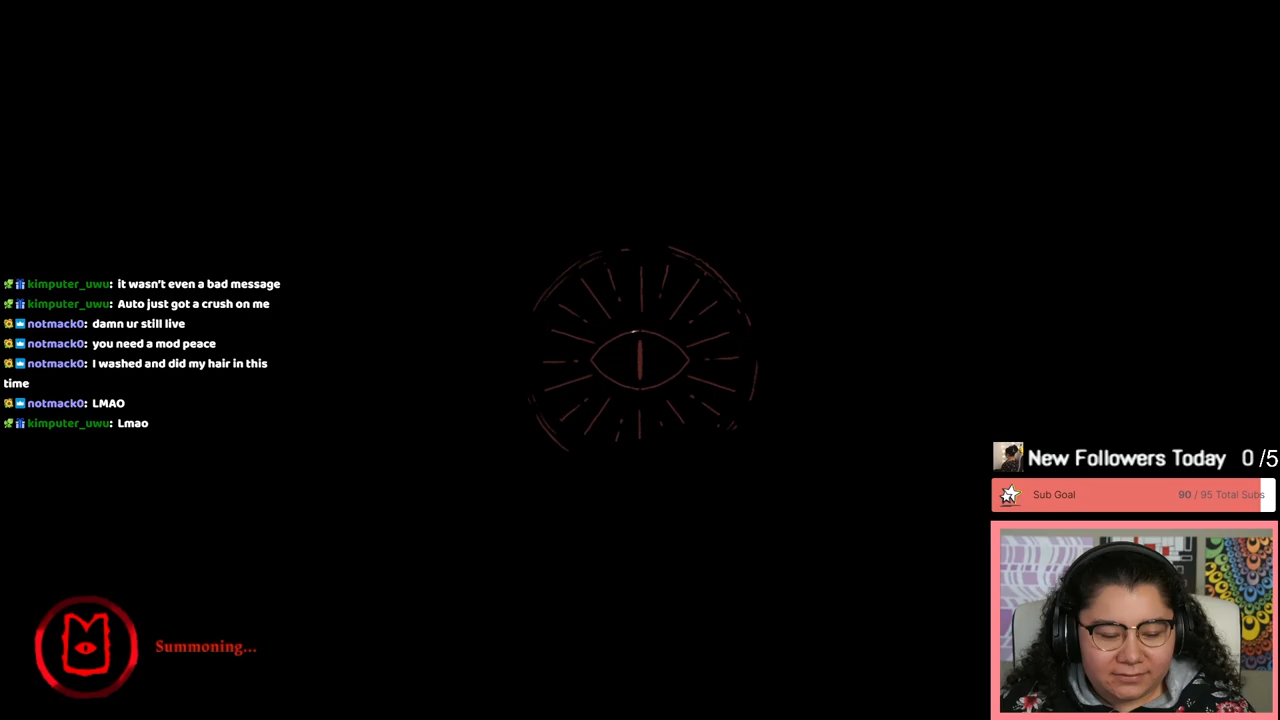 kimputer_uwu: it wasn't even a bad message
kimputer_uwu: Auto just got a crush on me
notmack0: damn ur still live
notmack0: you need a mod peace
notmack0: I washed and did my hair in this
time
notmack0: LMAO
kimputer_uwu: Lmao
New Followers Today 0 /5
Sub Goal 90 / 95 Total Subs
Summoning...